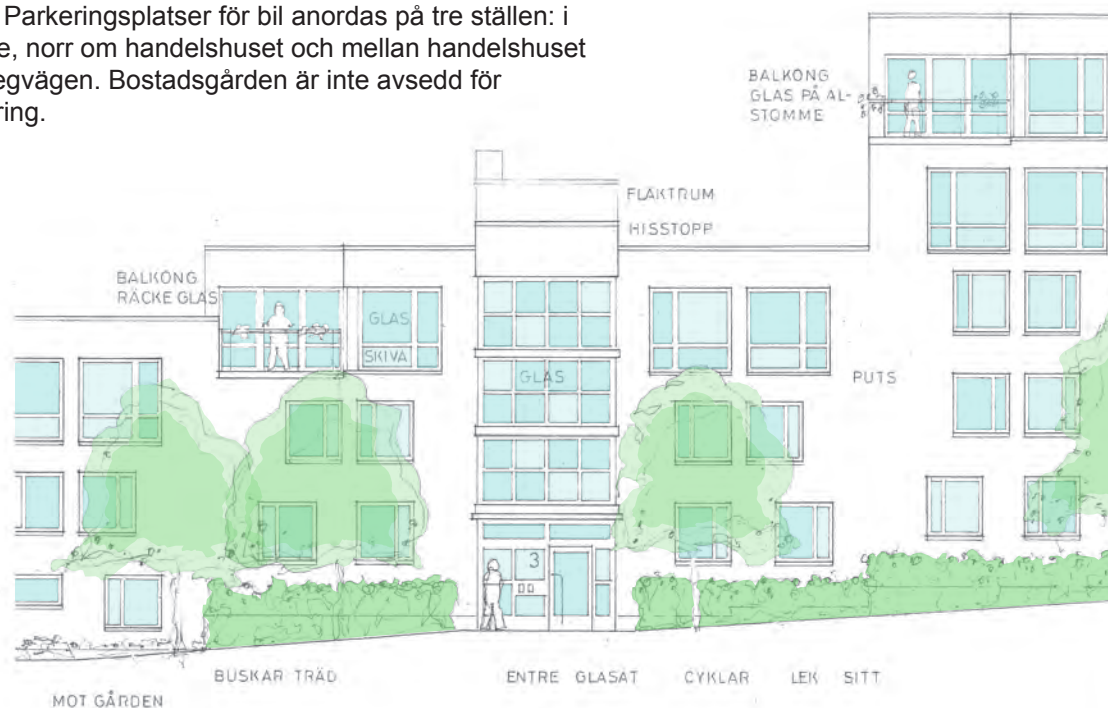 Parkeringsplatser för bil anordas på tre ställen: i
e, norr om handelshuset och mellan handelshuset
egvägen. Bostadsgården är inte avsedd för
ring.
BALKONG
GLAS PÅ AL-
STOMME
FLÄKTRUM
HISSTOPP
BALKONG
RÄCKE GLAS
GLAS
SKIVA
GLAS
PUTS
3
BUSKAR TRÄD
ENTRE GLASAT
CYKLAR
LEK SITT
MOT GÅRDEN